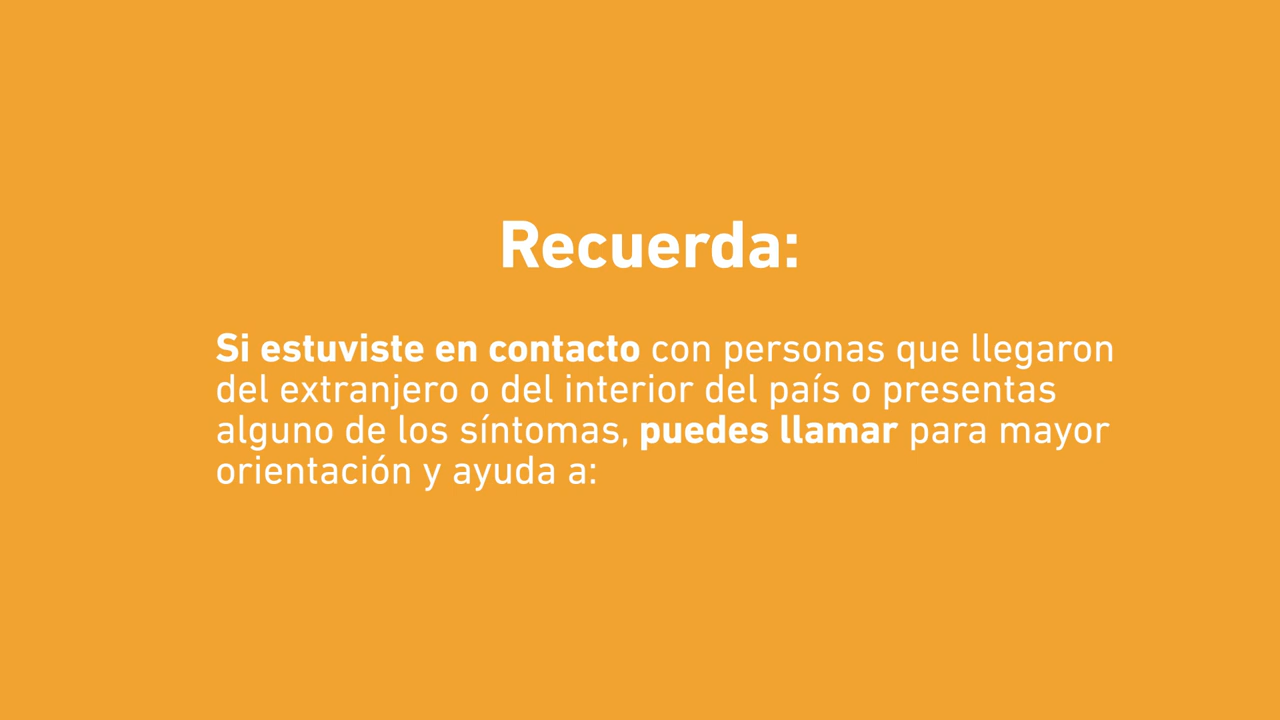 Recuerda:
Si estuviste en contacto con personas que llegaron
del extranjero o del interior del país o presentas
alguno de los síntomas, puedes llamar para mayor
orientación y ayuda a: